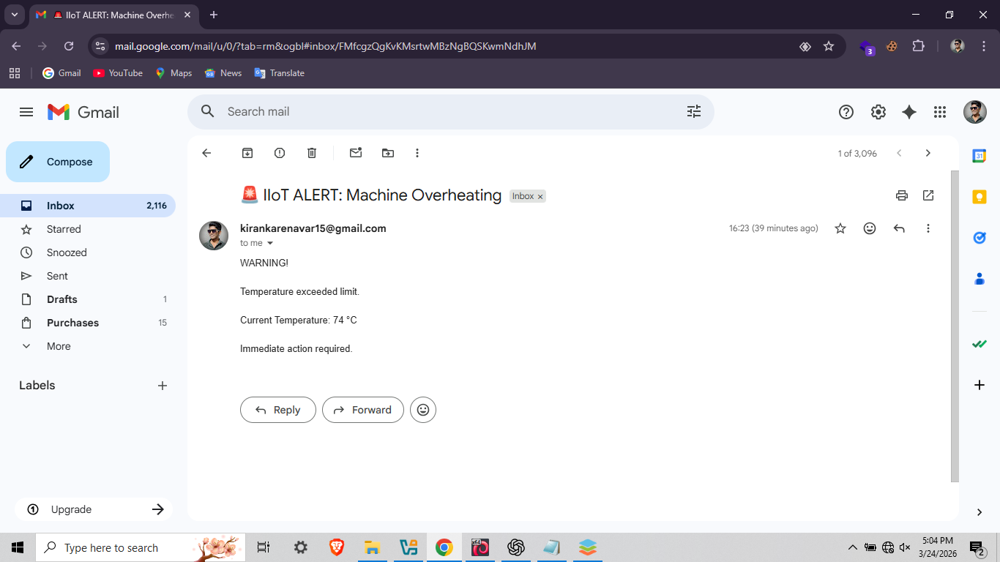 🚨 IIoT ALERT: Machine Overhe
mail.google.com/mail/u/0/?tab=rm&ogbl#inbox/FMfcgzQgKvKMsrtwMBzNgBQSKwmNdhJM
3
Gmail
YouTube
Maps
News
Translate
Gmail
Search mail
Compose
1 of 3,096
31
Inbox 2,116
Starred
Snoozed
Sent
Drafts 1
Purchases 15
More
Labels
Upgrade
🚨 IIoT ALERT: Machine Overheating Inbox ×
kirankarenavar15@gmail.com 16:23 (39 minutes ago)
to me
WARNING!
Temperature exceeded limit.
Current Temperature: 74 °C
Immediate action required.
Reply
Forward
Type here to search
x64
5:04 PM
3/24/2026
2